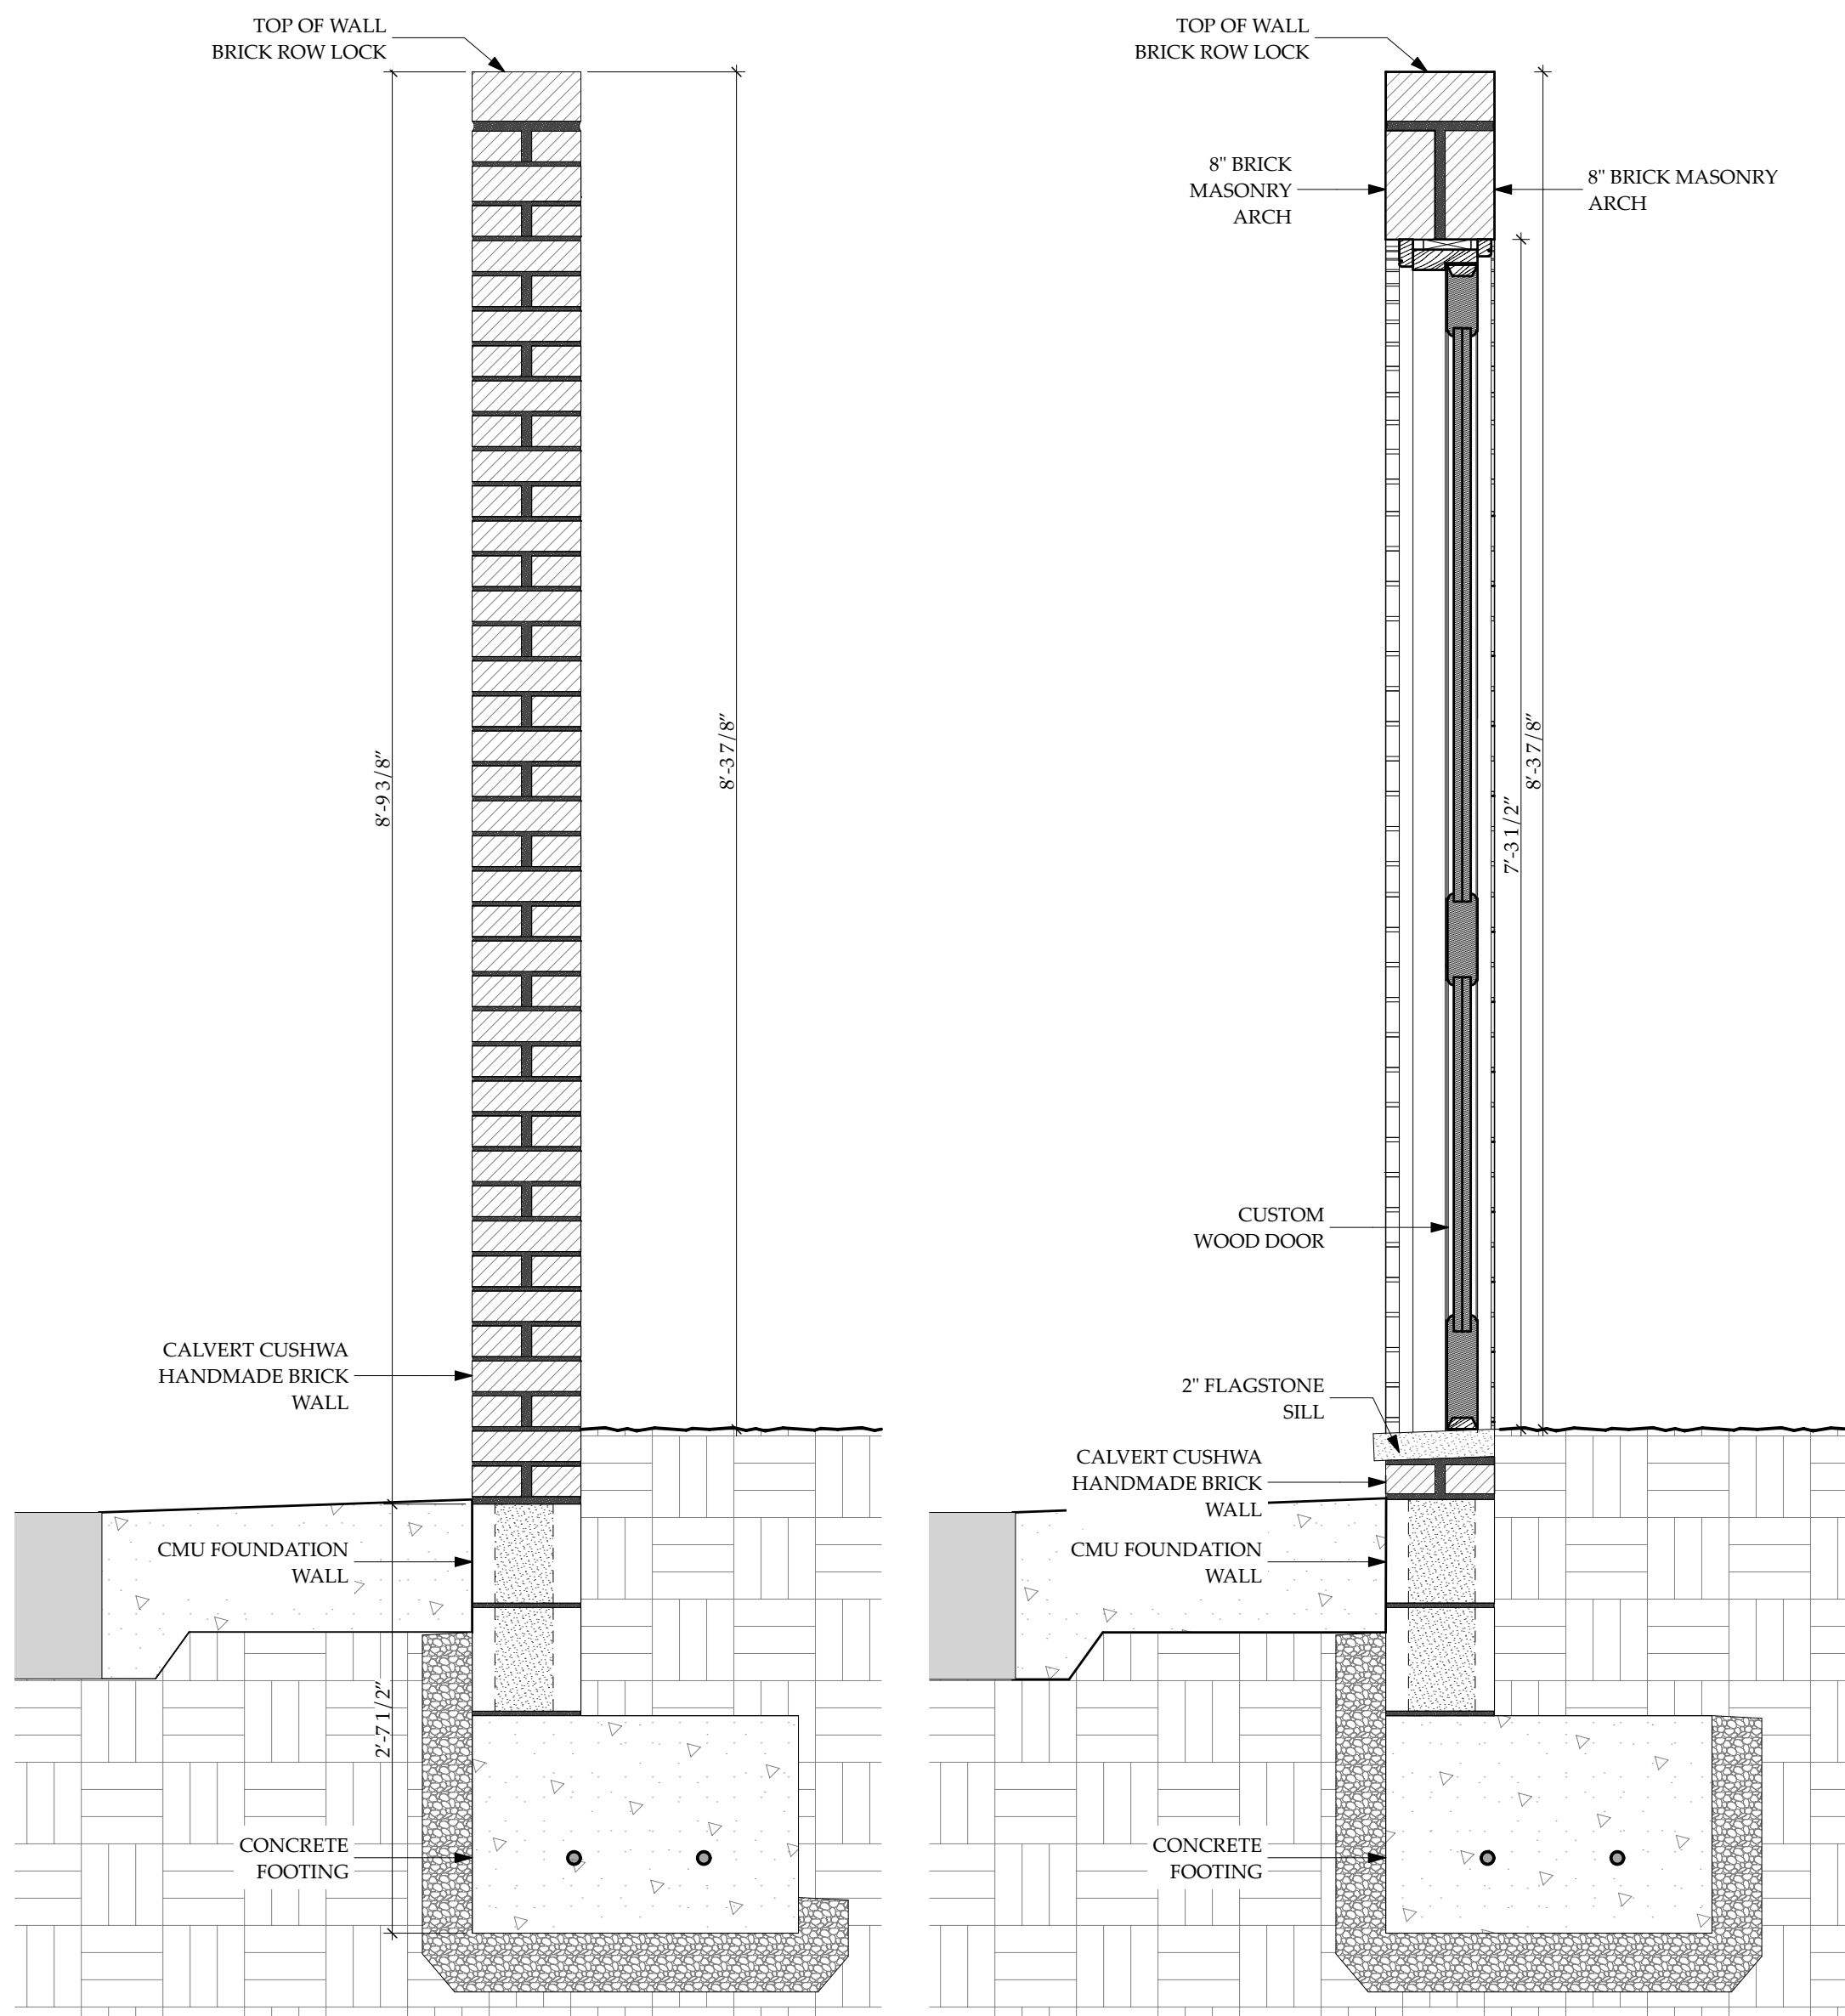 TOP OF WALL
BRICK ROW LOCK
8'-9 3/8"
8'-3 7/8"
CALVERT CUSHWA
HANDMADE BRICK
WALL
CMU FOUNDATION
WALL
2'-7 1/2"
CONCRETE
FOOTING
TOP OF WALL
BRICK ROW LOCK
8" BRICK
MASONRY
ARCH
8" BRICK MASONRY
ARCH
8'-3 7/8"
7'-3 1/2"
CUSTOM
WOOD DOOR
2" FLAGSTONE
SILL
CALVERT CUSHWA
HANDMADE BRICK
WALL
CMU FOUNDATION
WALL
CONCRETE
FOOTING